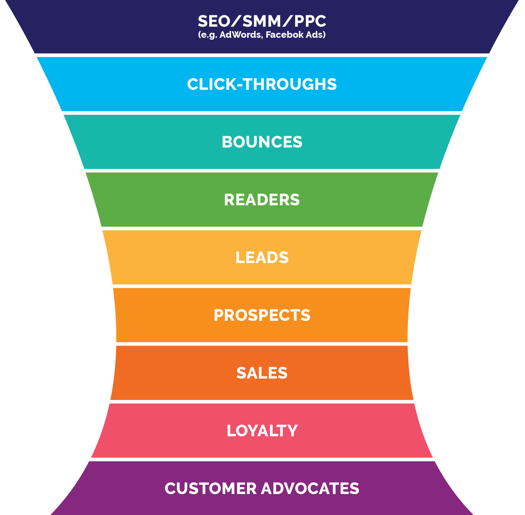 SEO/SMM/PPC
(e.g. AdWords, Facebok Ads)
CLICK-THROUGHS
BOUNCES
READERS
LEADS
PROSPECTS
SALES
LOYALTY
CUSTOMER ADVOCATES